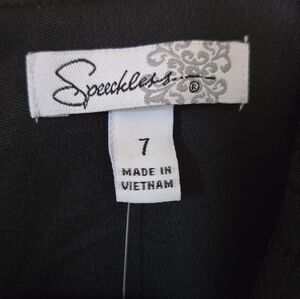 Speechless ®
7
MADE IN
VIETNAM